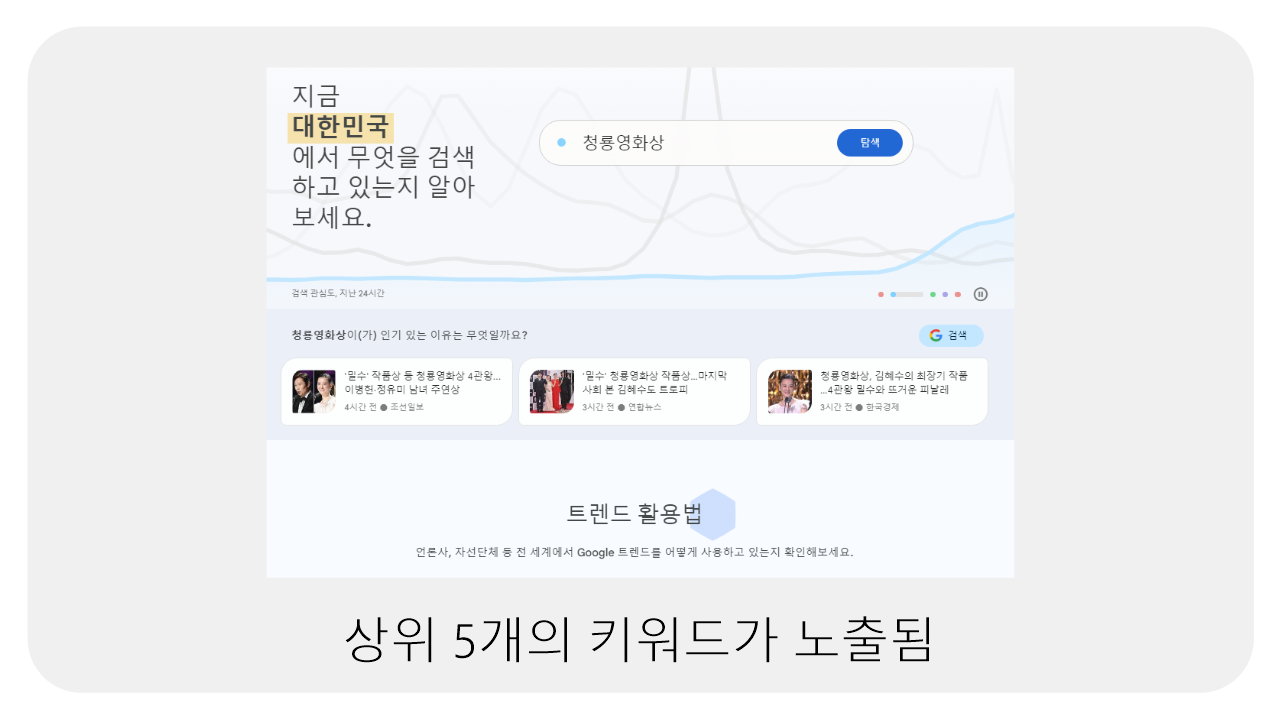 지금
대한민국
에서 무엇을 검색
하고 있는지 알아
보세요.
청룡영화상
탐색
검색 관심도, 지난 24시간
청룡영화상이(가) 인기 있는 이유는 무엇일까요?
검색
'밀수' 작품상 등 청룡영화상 4관왕...
이병헌·정유미 남녀 주연상
4시간 전 ● 조선일보
'밀수' 청룡영화상 작품상...마지막
사회 본 김혜수도 트로피
3시간 전 ● 연합뉴스
청룡영화상, 김혜수의 최장기 작품
...4관왕 밀수와 뜨거운 피날레
3시간 전 ● 한국경제
트렌드 활용법
언론사, 자선단체 등 전 세계에서 Google 트렌드를 어떻게 사용하고 있는지 확인해보세요.
상위 5개의 키워드가 노출됨